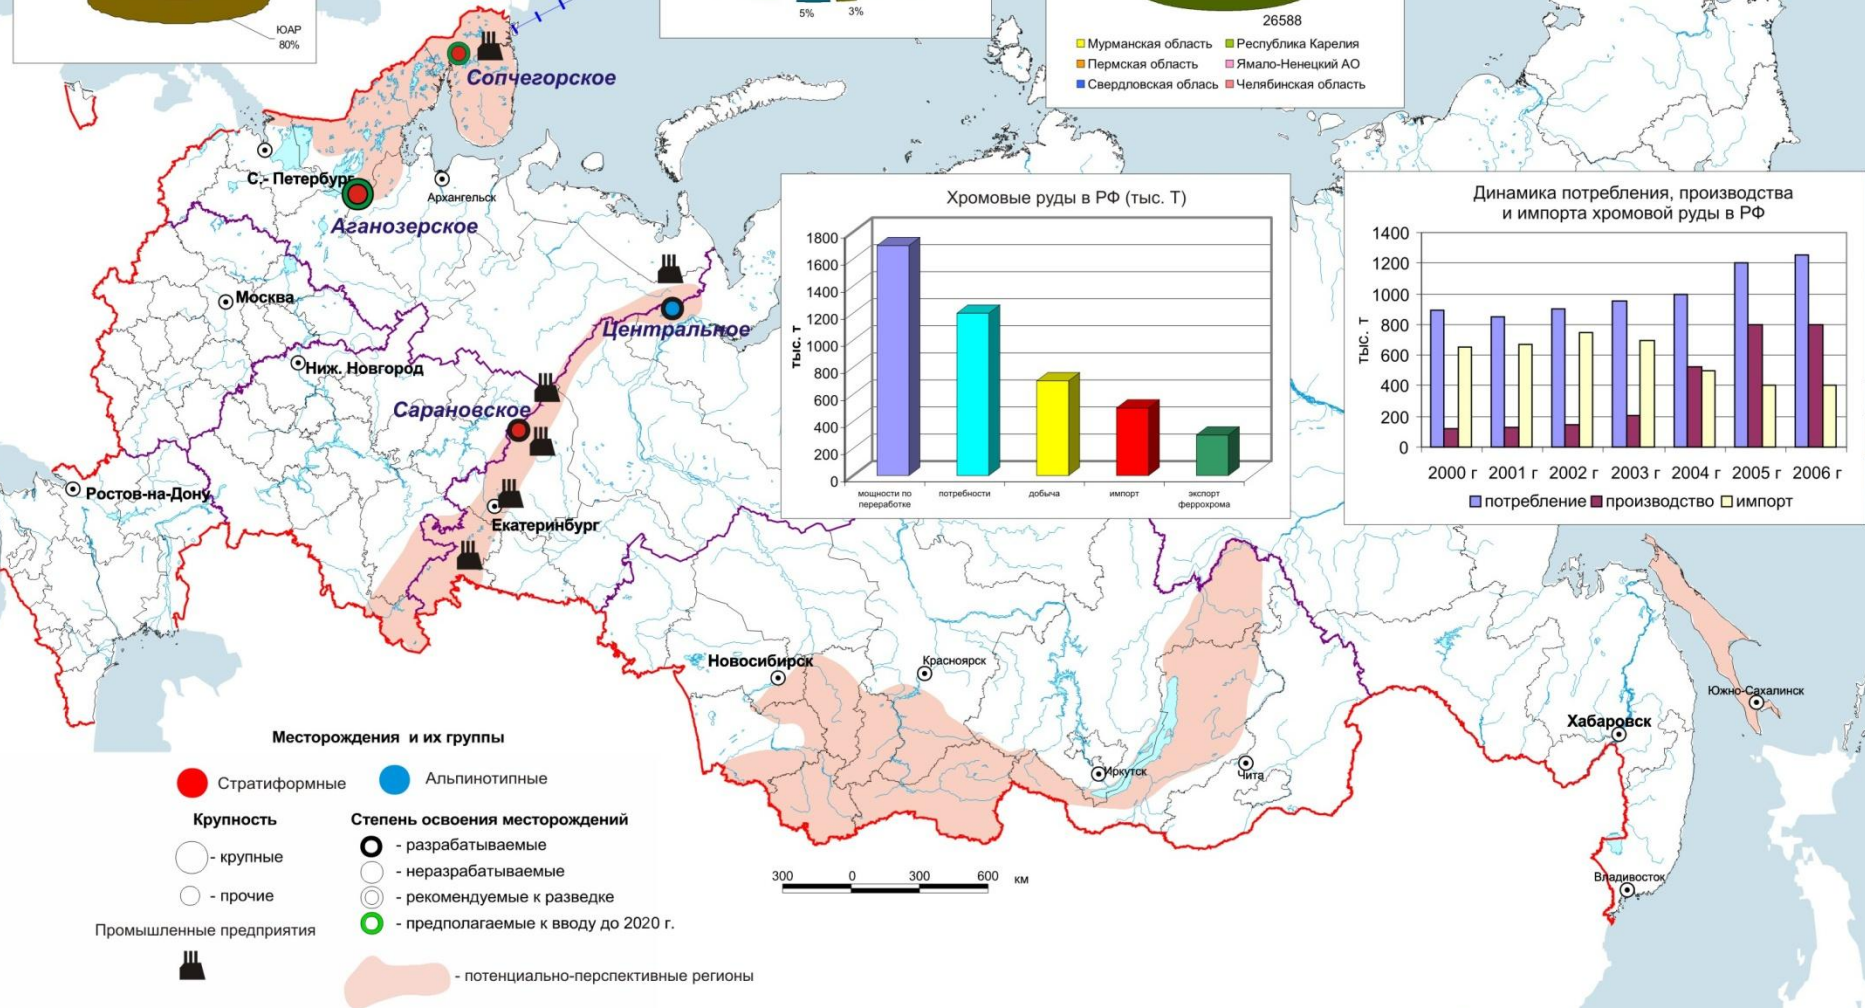 ЮАР
80%
5%
3%
26588
Мурманская область
Республика Карелия
Пермская область
Ямало-Ненецкий АО
Свердловская облась
Челябинская область
Сопчегорское
С.- Петербург
Архангельск
Аганозерское
Москва
Центральное
Ниж. Новгород
Сарановское
Ростов-на-Дону
Екатеринбург
Хромовые руды в РФ (тыс. Т)
тыс. т
1800
1600
1400
1200
1000
800
600
400
200
0
мощности по
переработке
потребности
добыча
импорт
экспорт
феррохрома
Динамика потребления, производства
и импорта хромовой руды в РФ
тыс. т
1400
1200
1000
800
600
400
200
0
2000 г 2001 г 2002 г 2003 г 2004 г 2005 г 2006 г
потребление производство импорт
Новосибирск
Красноярск
Иркутск
Чита
Южно-Сахалинск
Хабаровск
Владивосток
Месторождения и их группы
Стратиформные
Альпинотипные
Крупность
- крупные
- прочие
Промышленные предприятия
Степень освоения месторождений
- разрабатываемые
- неразрабатываемые
- рекомендуемые к разведке
- предполагаемые к вводу до 2020 г.
- потенциально-перспективные регионы
300 0 300 600 км